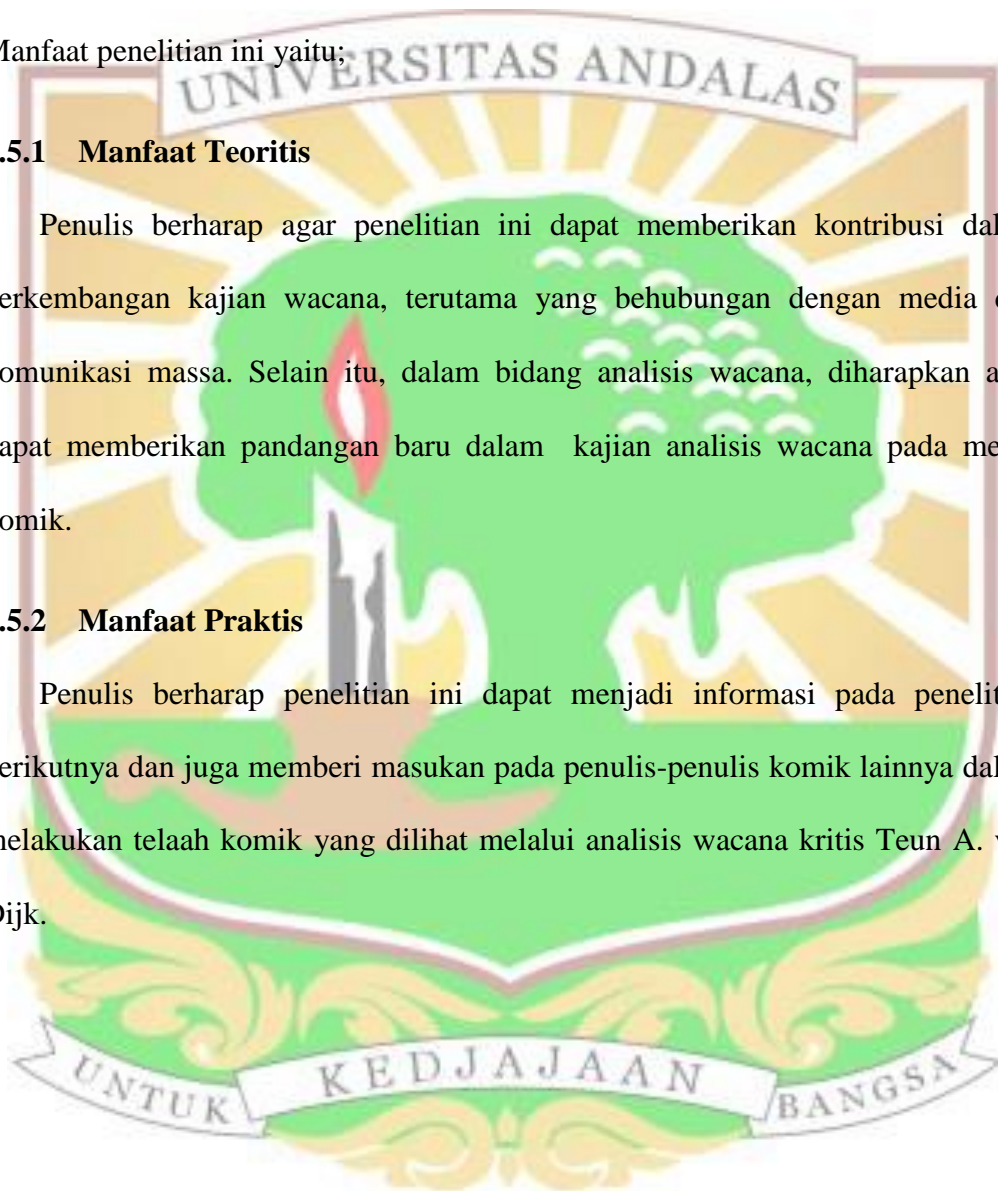 Manfaat penelitian ini yaitu;
UNIVERSITAS ANDALAS
.5.1 Manfaat Teoritis
Penulis berharap agar penelitian ini dapat memberikan kontribusi dal
erkembangan kajian wacana, terutama yang behubungan dengan media d
omunikasi massa. Selain itu, dalam bidang analisis wacana, diharapkan a
apat memberikan pandangan baru dalam kajian analisis wacana pada me
omik.
.5.2 Manfaat Praktis
Penulis berharap penelitian ini dapat menjadi informasi pada penelit
erikutnya dan juga memberi masukan pada penulis-penulis komik lainnya dal
melakukan telaah komik yang dilihat melalui analisis wacana kritis Teun A. v
Dijk.
UNTUK KEDJAJAAN BANGSA